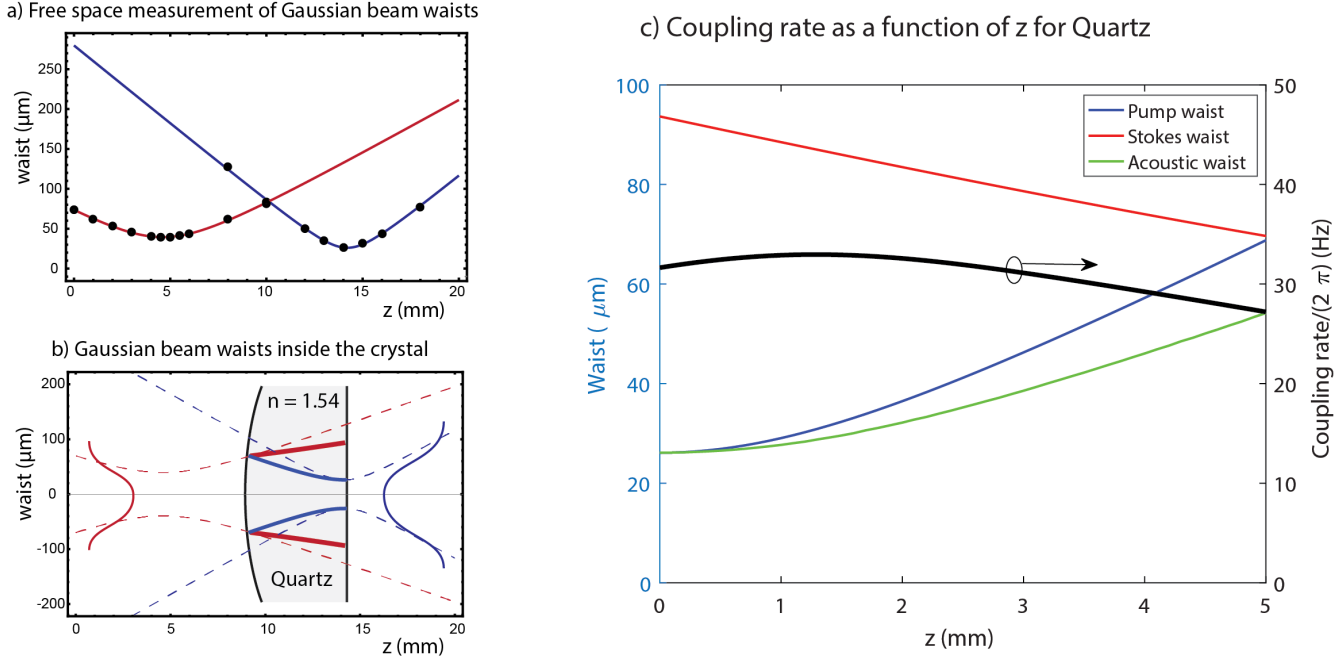 a) Free space measurement of Gaussian beam waists
waist (μm)
250
200
150
100
50
0
0
5
10
15
20
z (mm)
b) Gaussian beam waists inside the crystal
waist (μm)
200
100
0
-100
-200
n = 1.54
Quartz
0
5
10
15
20
z (mm)
c) Coupling rate as a function of z for Quartz
Waist ( μm)
100
80
60
40
20
0
Pump waist
Stokes waist
Acoustic waist
50
40
30
20
10
0
Coupling rate/(2 π) (Hz)
0
1
2
3
4
5
z (mm)